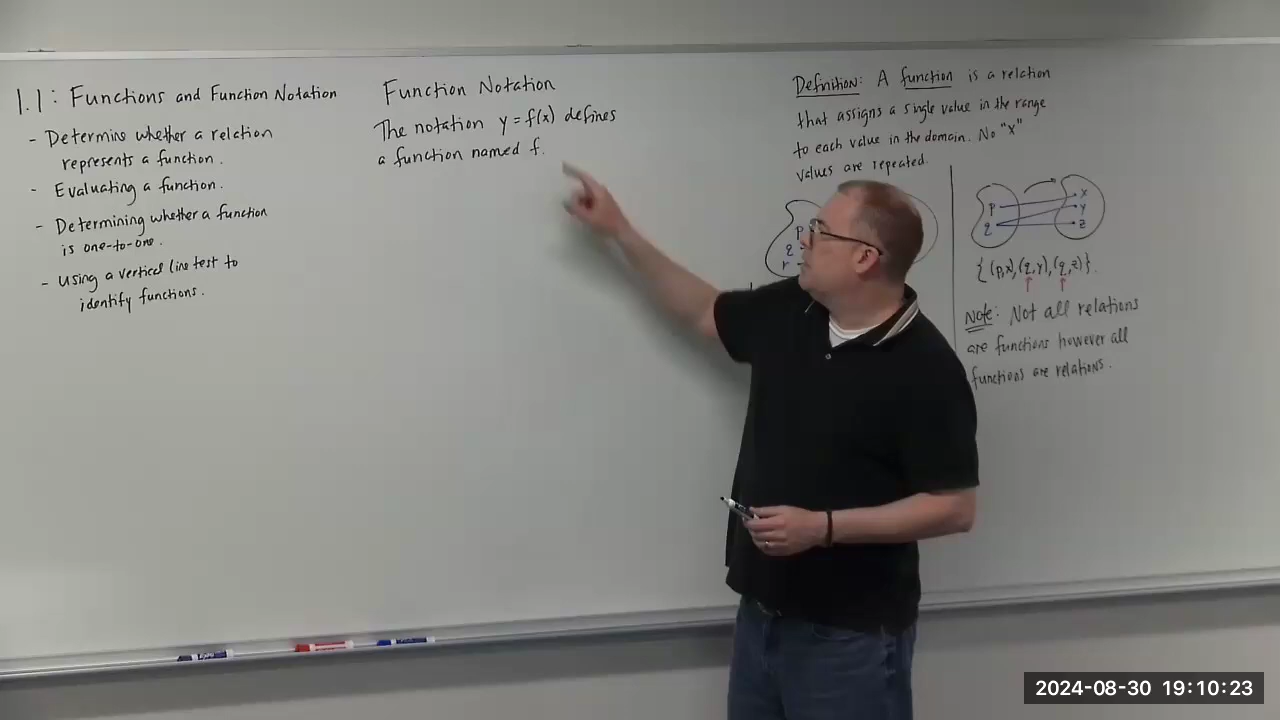 1.1: Functions and Function Notation
- Determine whether a relation
represents a function.
- Evaluating a function.
- Determining whether a function
is one-to-one.
- Using a vertical line test to
identify functions.
Function Notation
The notation y = f(x) defines
a function named f.
Definition: A function is a relation
that assigns a single value in the range
to each value in the domain. No "x"
values are repeated.
p
q
r
p
q
x
y
z
{(p,x),(q,y),(q,z)}.
Note: Not all relations
are functions however all
functions are relations.
2024-08-30 19:10:23